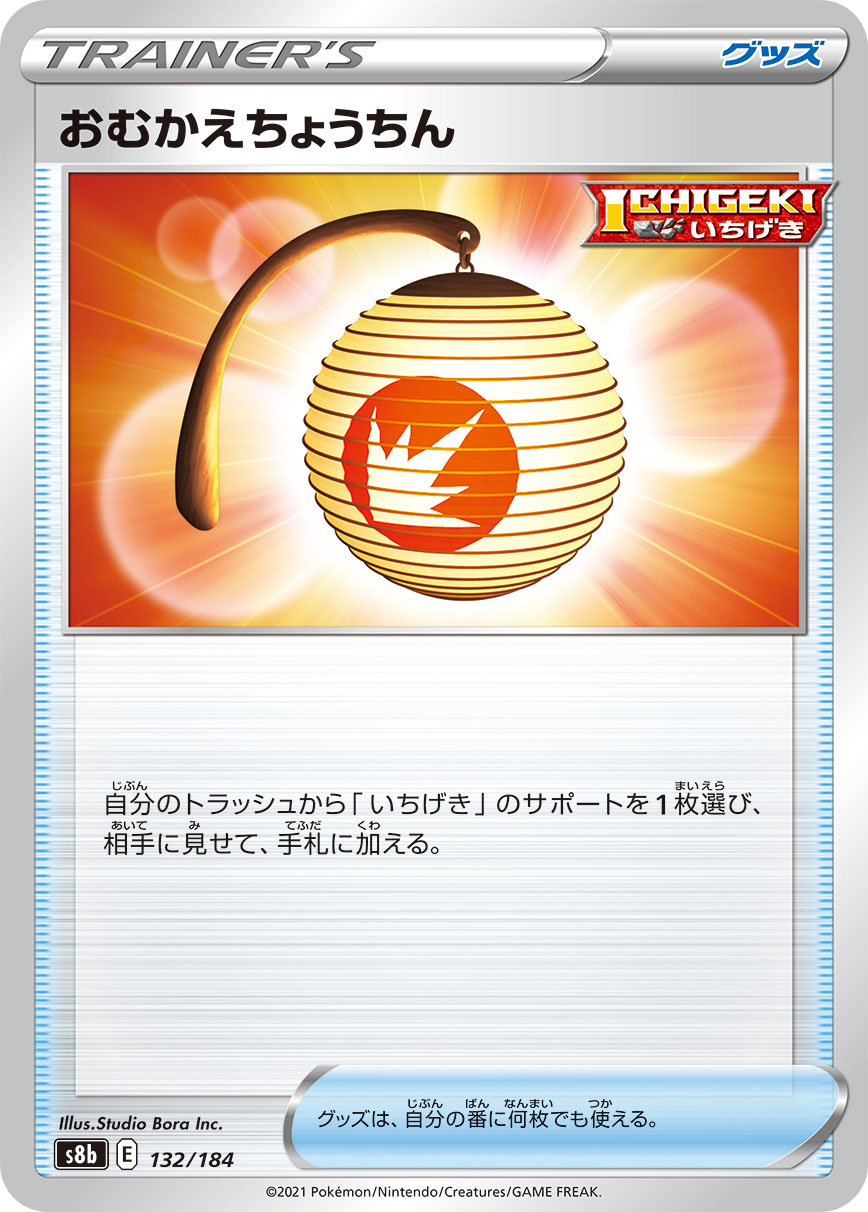 TRAINER'S
グッズ
おむかえちょうちん
ICHIGEKI
いちげき
じぶん まいえら
自分のトラッシュから「いちげき」のサポートを1枚選び、
あいて み てふだ くわ
相手に見せて、手札に加える。
じぶん ばん なんまい つか
グッズは、自分の番に何枚でも使える。
Illus.Studio Bora Inc.
s8b E 132/184
©2021 Pokémon/Nintendo/Creatures/GAME FREAK.